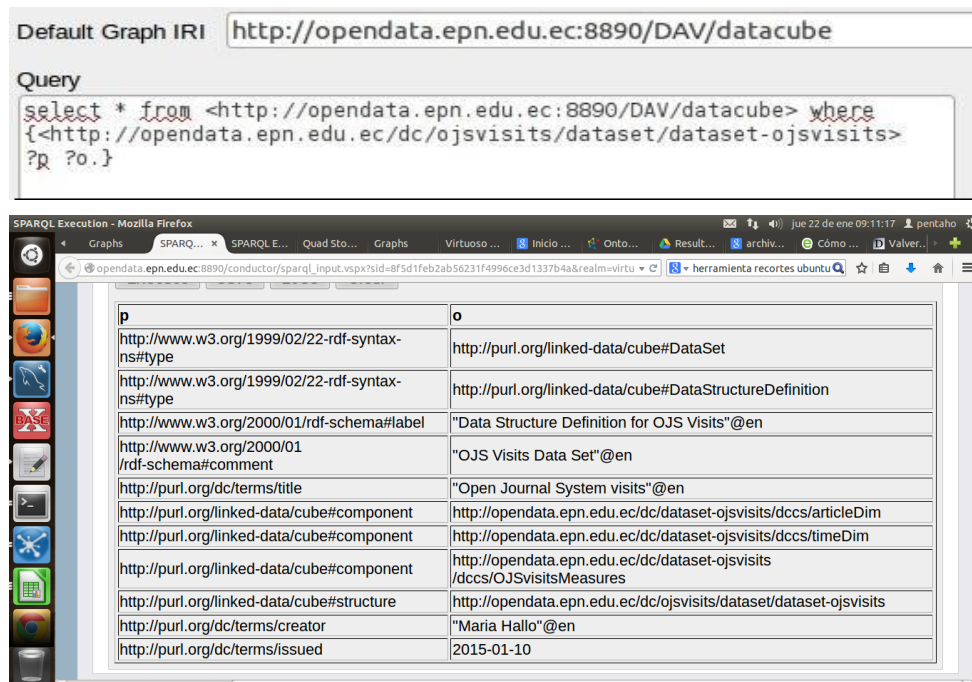 Default Graph IRI http://opendata.epn.edu.ec:8890/DAV/datacube
Query
select * from <http://opendata.epn.edu.ec:8890/DAV/datacube> where
{<http://opendata.epn.edu.ec/dc/ojsvisits/dataset/dataset-ojsvisits>
?p ?o.}
SPARQL Execution - Mozilla Firefox jue 22 de ene 09:11:17 pentaho
Graphs SPARQ... × SPARQL E... Quad Sto... Graphs Virtuoso ... Inicio ... Onto... Result... archiv... Cómo ... Valver..
opendata.epn.edu.ec:8890/conductor/sparql_input.vspx?sid=8f5d1feb2ab56231f4996ce3d1337b4a&realm=virtu herramienta recortes ubuntu
p o
http://www.w3.org/1999/02/22-rdf-syntax-
ns#type
http://purl.org/linked-data/cube#DataSet
http://www.w3.org/1999/02/22-rdf-syntax-
ns#type
http://purl.org/linked-data/cube#DataStructureDefinition
http://www.w3.org/2000/01/rdf-schema#label "Data Structure Definition for OJS Visits"@en
http://www.w3.org/2000/01
/rdf-schema#comment
"OJS Visits Data Set"@en
http://purl.org/dc/terms/title "Open Journal System visits"@en
http://purl.org/linked-data/cube#component http://opendata.epn.edu.ec/dc/dataset-ojsvisits/dccs/articleDim
http://purl.org/linked-data/cube#component http://opendata.epn.edu.ec/dc/dataset-ojsvisits/dccs/timeDim
http://purl.org/linked-data/cube#component
http://opendata.epn.edu.ec/dc/dataset-ojsvisits
/dccs/OJSvisitsMeasures
http://purl.org/linked-data/cube#structure http://opendata.epn.edu.ec/dc/ojsvisits/dataset/dataset-ojsvisits
http://purl.org/dc/terms/creator "Maria Hallo"@en
http://purl.org/dc/terms/issued 2015-01-10
BASE